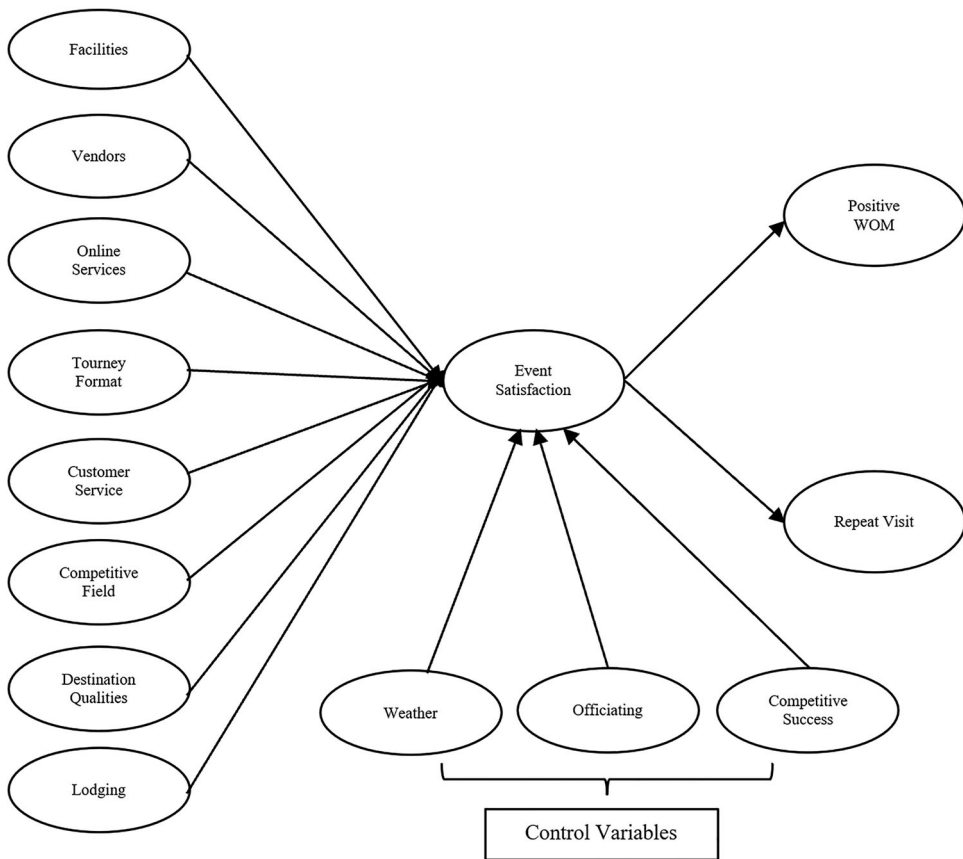 Facilities
Vendors
Online
Services
Tourney
Format
Customer
Service
Competitive
Field
Destination
Qualities
Lodging
Event
Satisfaction
Positive
WOM
Repeat Visit
Weather
Officiating
Competitive
Success
Control Variables